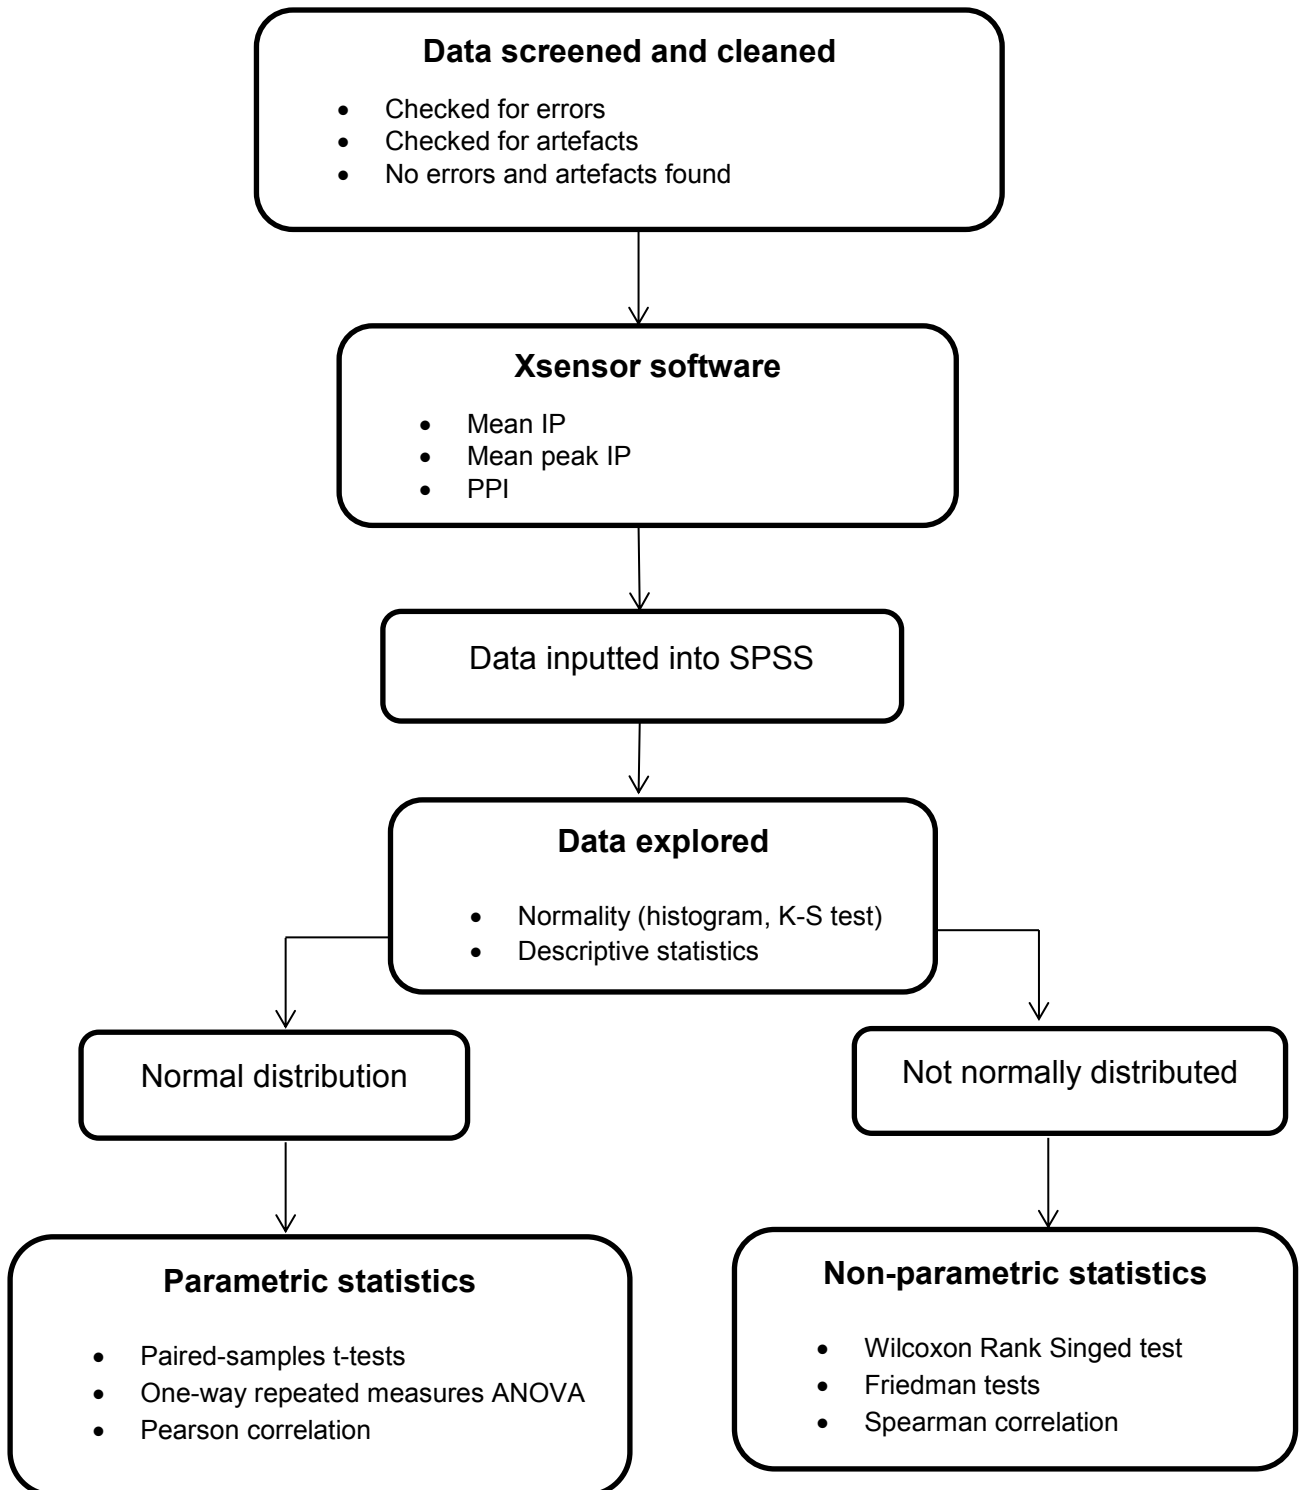 Data screened and cleaned
• Checked for errors
• Checked for artefacts
• No errors and artefacts found
Xsensor software
• Mean IP
• Mean peak IP
• PPI
Data inputted into SPSS
Data explored
• Normality (histogram, K-S test)
• Descriptive statistics
Normal distribution
Not normally distributed
Parametric statistics
• Paired-samples t-tests
• One-way repeated measures ANOVA
• Pearson correlation
Non-parametric statistics
• Wilcoxon Rank Singed test
• Friedman tests
• Spearman correlation